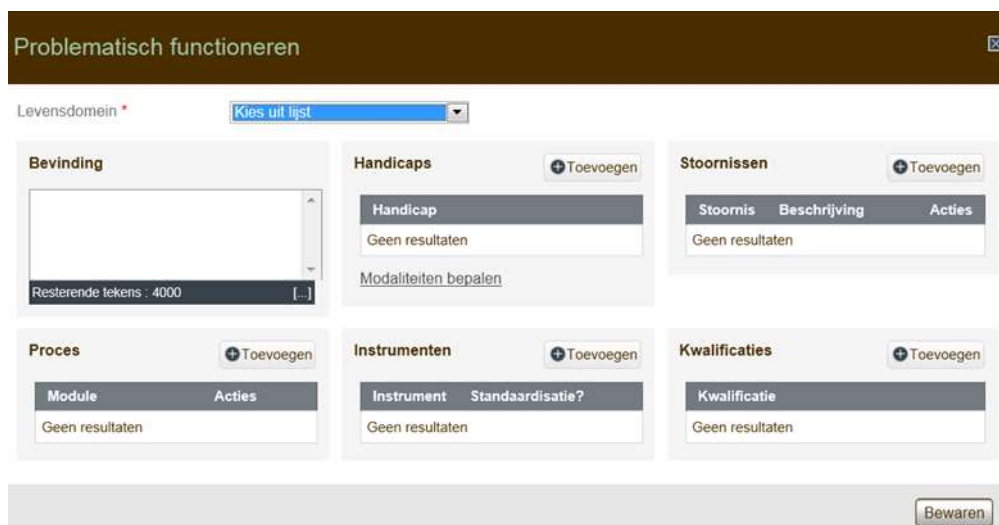 Problematisch functioneren
Levensdomein * Kies uit lijst
Bevinding
Resterende tekens : 4000 [...]
Handicaps Toevoegen
Handicap
Geen resultaten
Modaliteiten bepalen
Stoornissen Toevoegen
Stoornis Beschrijving Acties
Geen resultaten
Proces Toevoegen
Module Acties
Geen resultaten
Instrumenten Toevoegen
Instrument Standaardisatie?
Geen resultaten
Kwalificaties Toevoegen
Kwalificatie
Geen resultaten
Bewaren